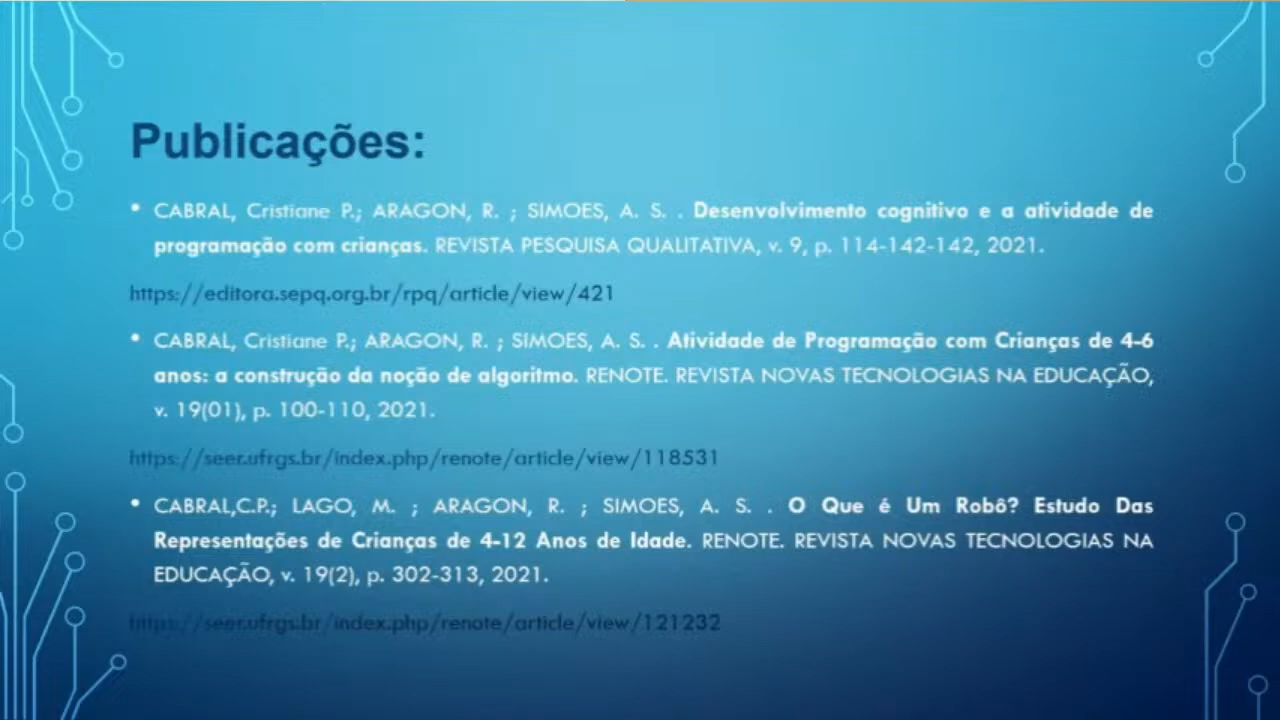 Publicações:
• CABRAL, Cristiane P.; ARAGON, R. ; SIMOES, A. S. . Desenvolvimento cognitivo e a atividade de
programação com crianças. REVISTA PESQUISA QUALITATIVA, v. 9, p. 114-142-142, 2021.
https://editora.sepq.org.br/rpq/article/view/421
• CABRAL, Cristiane P.; ARAGON, R. ; SIMOES, A. S. . Atividade de Programação com Crianças de 4-6
anos: a construção da noção de algoritmo. RENOTE. REVISTA NOVAS TECNOLOGIAS NA EDUCAÇÃO,
v. 19(01), p. 100-110, 2021.
https://seer.ufrgs.br/index.php/renote/article/view/118531
• CABRAL,C.P.; LAGO, M. ; ARAGON, R. ; SIMOES, A. S. . O Que é Um Robô? Estudo Das
Representações de Crianças de 4-12 Anos de Idade. RENOTE. REVISTA NOVAS TECNOLOGIAS NA
EDUCAÇÃO, v. 19(2), p. 302-313, 2021.
https://seer.ufrgs.br/index.php/renote/article/view/121232